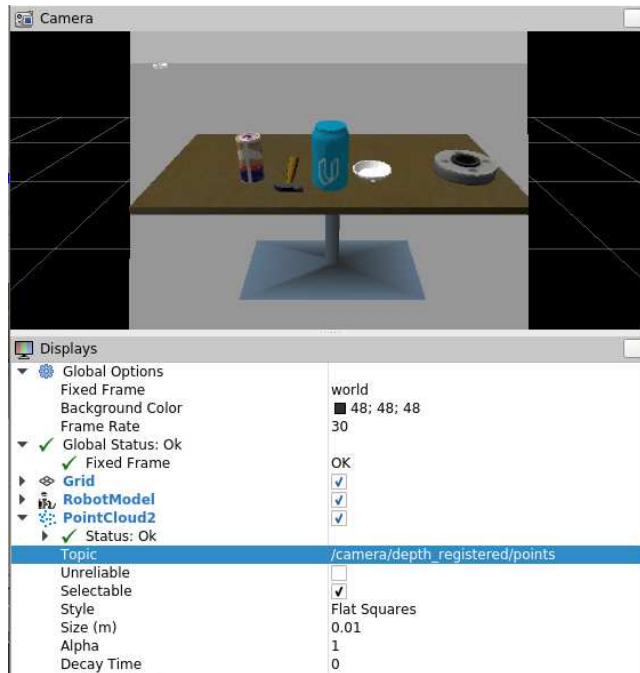 Camera
Displays
Global Options
Fixed Frame world
Background Color 48; 48; 48
Frame Rate 30
Global Status: Ok
Fixed Frame OK
Grid
RobotModel
PointCloud2
Status: Ok
Topic /camera/depth_registered/points
Unreliable
Selectable
Style Flat Squares
Size (m) 0.01
Alpha 1
Decay Time 0